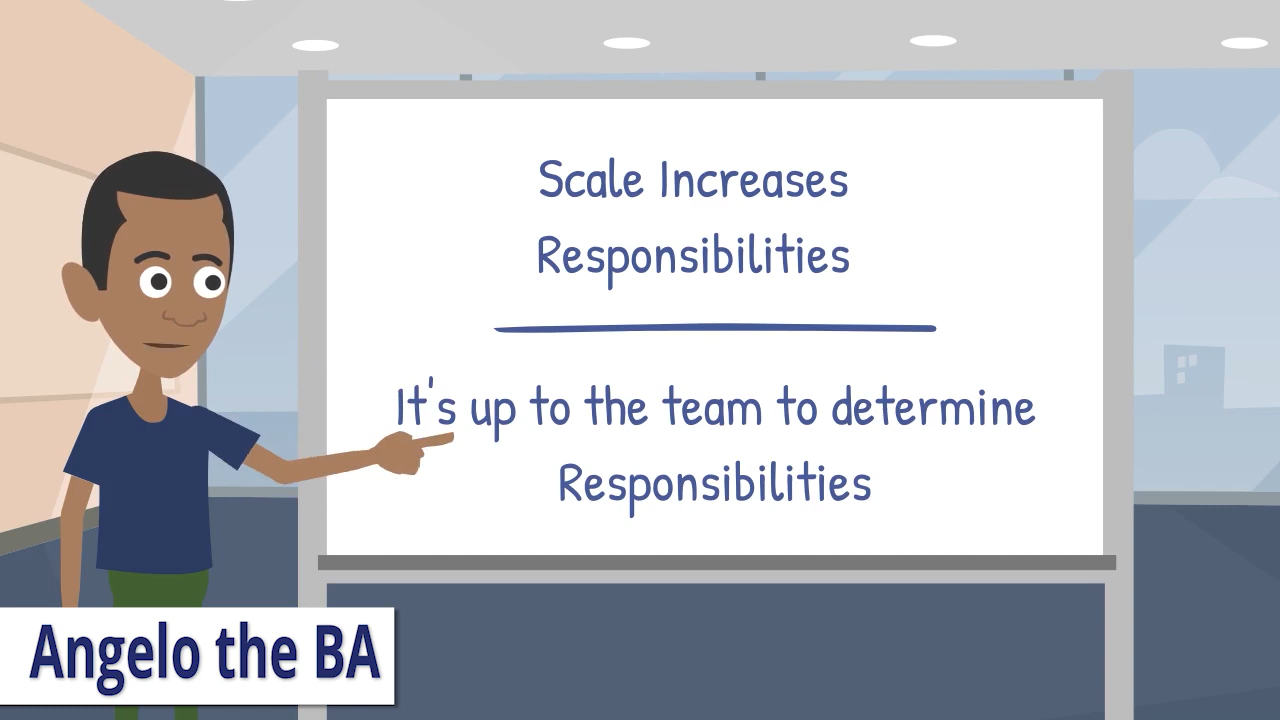 Scale Increases
Responsibilities
It's up to the team to determine
Responsibilities
Angelo the BA